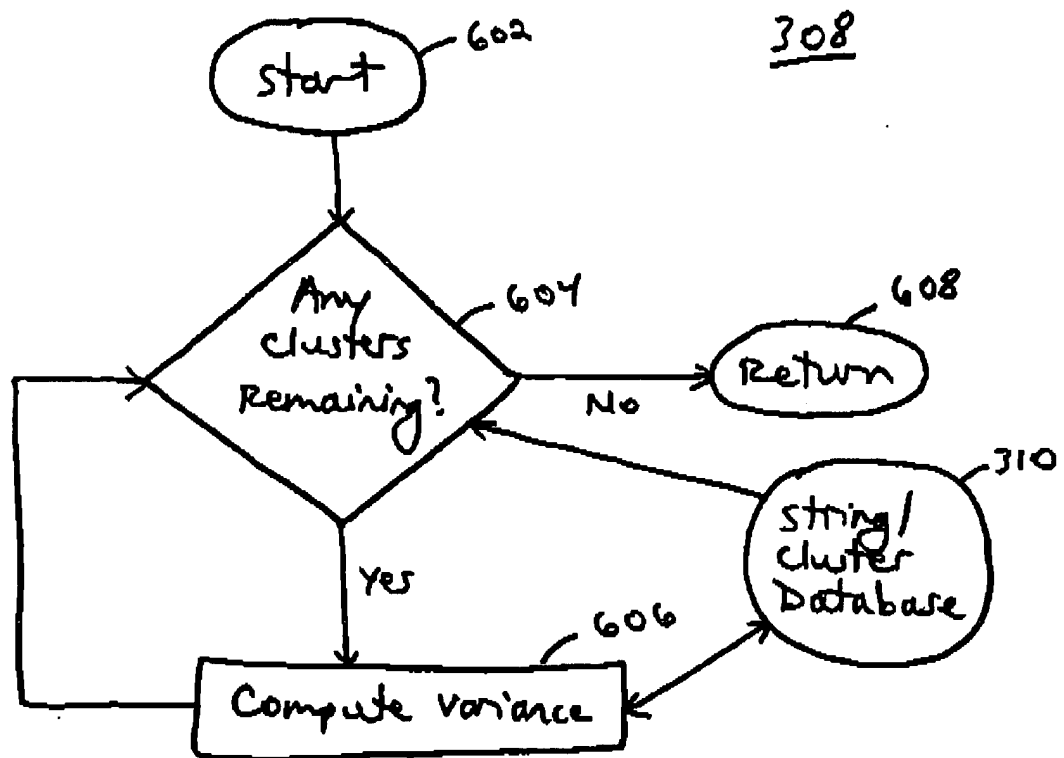 602
308
Start
Any
clusters
Remaining?
604
608
Return
No
310
String/
Cluster
Database
Yes
606
Compute Variance